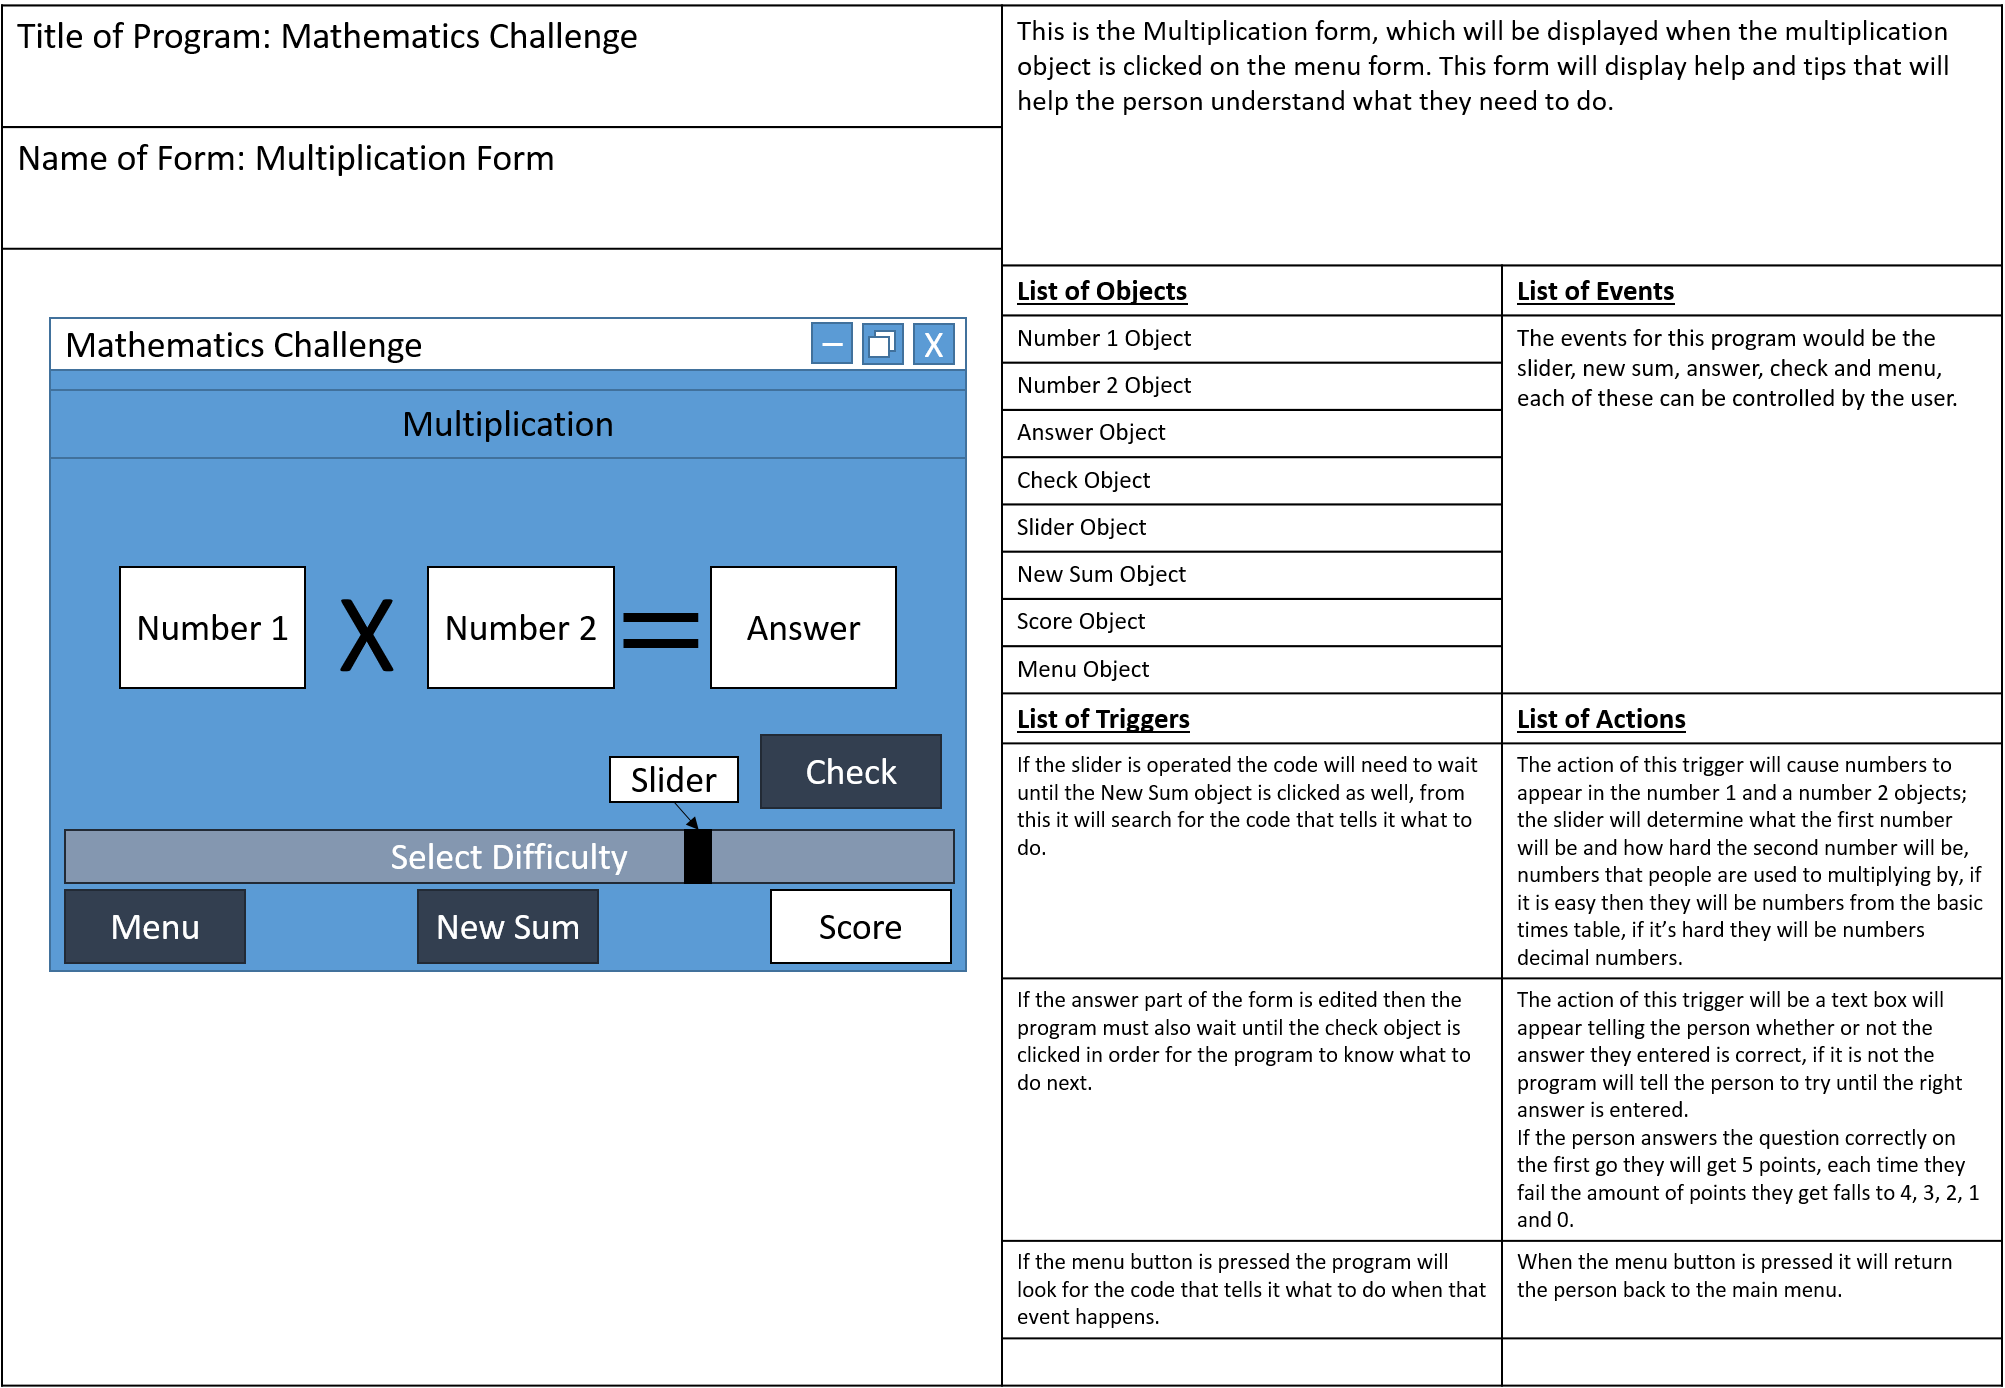 Title of Program: Mathematics Challenge
Name of Form: Multiplication Form
Mathematics Challenge
X
Multiplication
Number 1
X
Number 2
=
Answer
Slider
Check
Select Difficulty
Menu
New Sum
Score
This is the Multiplication form, which will be displayed when the multiplication
object is clicked on the menu form. This form will display help and tips that will
help the person understand what they need to do.
List of Objects
Number 1 Object
Number 2 Object
Answer Object
Check Object
Slider Object
New Sum Object
Score Object
Menu Object
List of Events
The events for this program would be the
slider, new sum, answer, check and menu,
each of these can be controlled by the user.
List of Triggers
List of Actions
If the slider is operated the code will need to wait
until the New Sum object is clicked as well, from
this it will search for the code that tells it what to
do.
The action of this trigger will cause numbers to
appear in the number 1 and a number 2 objects;
the slider will determine what the first number
will be and how hard the second number will be,
numbers that people are used to multiplying by, if
it is easy then they will be numbers from the basic
times table, if it’s hard they will be numbers
decimal numbers.
If the answer part of the form is edited then the
program must also wait until the check object is
clicked in order for the program to know what to
do next.
The action of this trigger will be a text box will
appear telling the person whether or not the
answer they entered is correct, if it is not the
program will tell the person to try until the right
answer is entered.
If the person answers the question correctly on
the first go they will get 5 points, each time they
fail the amount of points they get falls to 4, 3, 2, 1
and 0.
If the menu button is pressed the program will
look for the code that tells it what to do when that
event happens.
When the menu button is pressed it will return
the person back to the main menu.